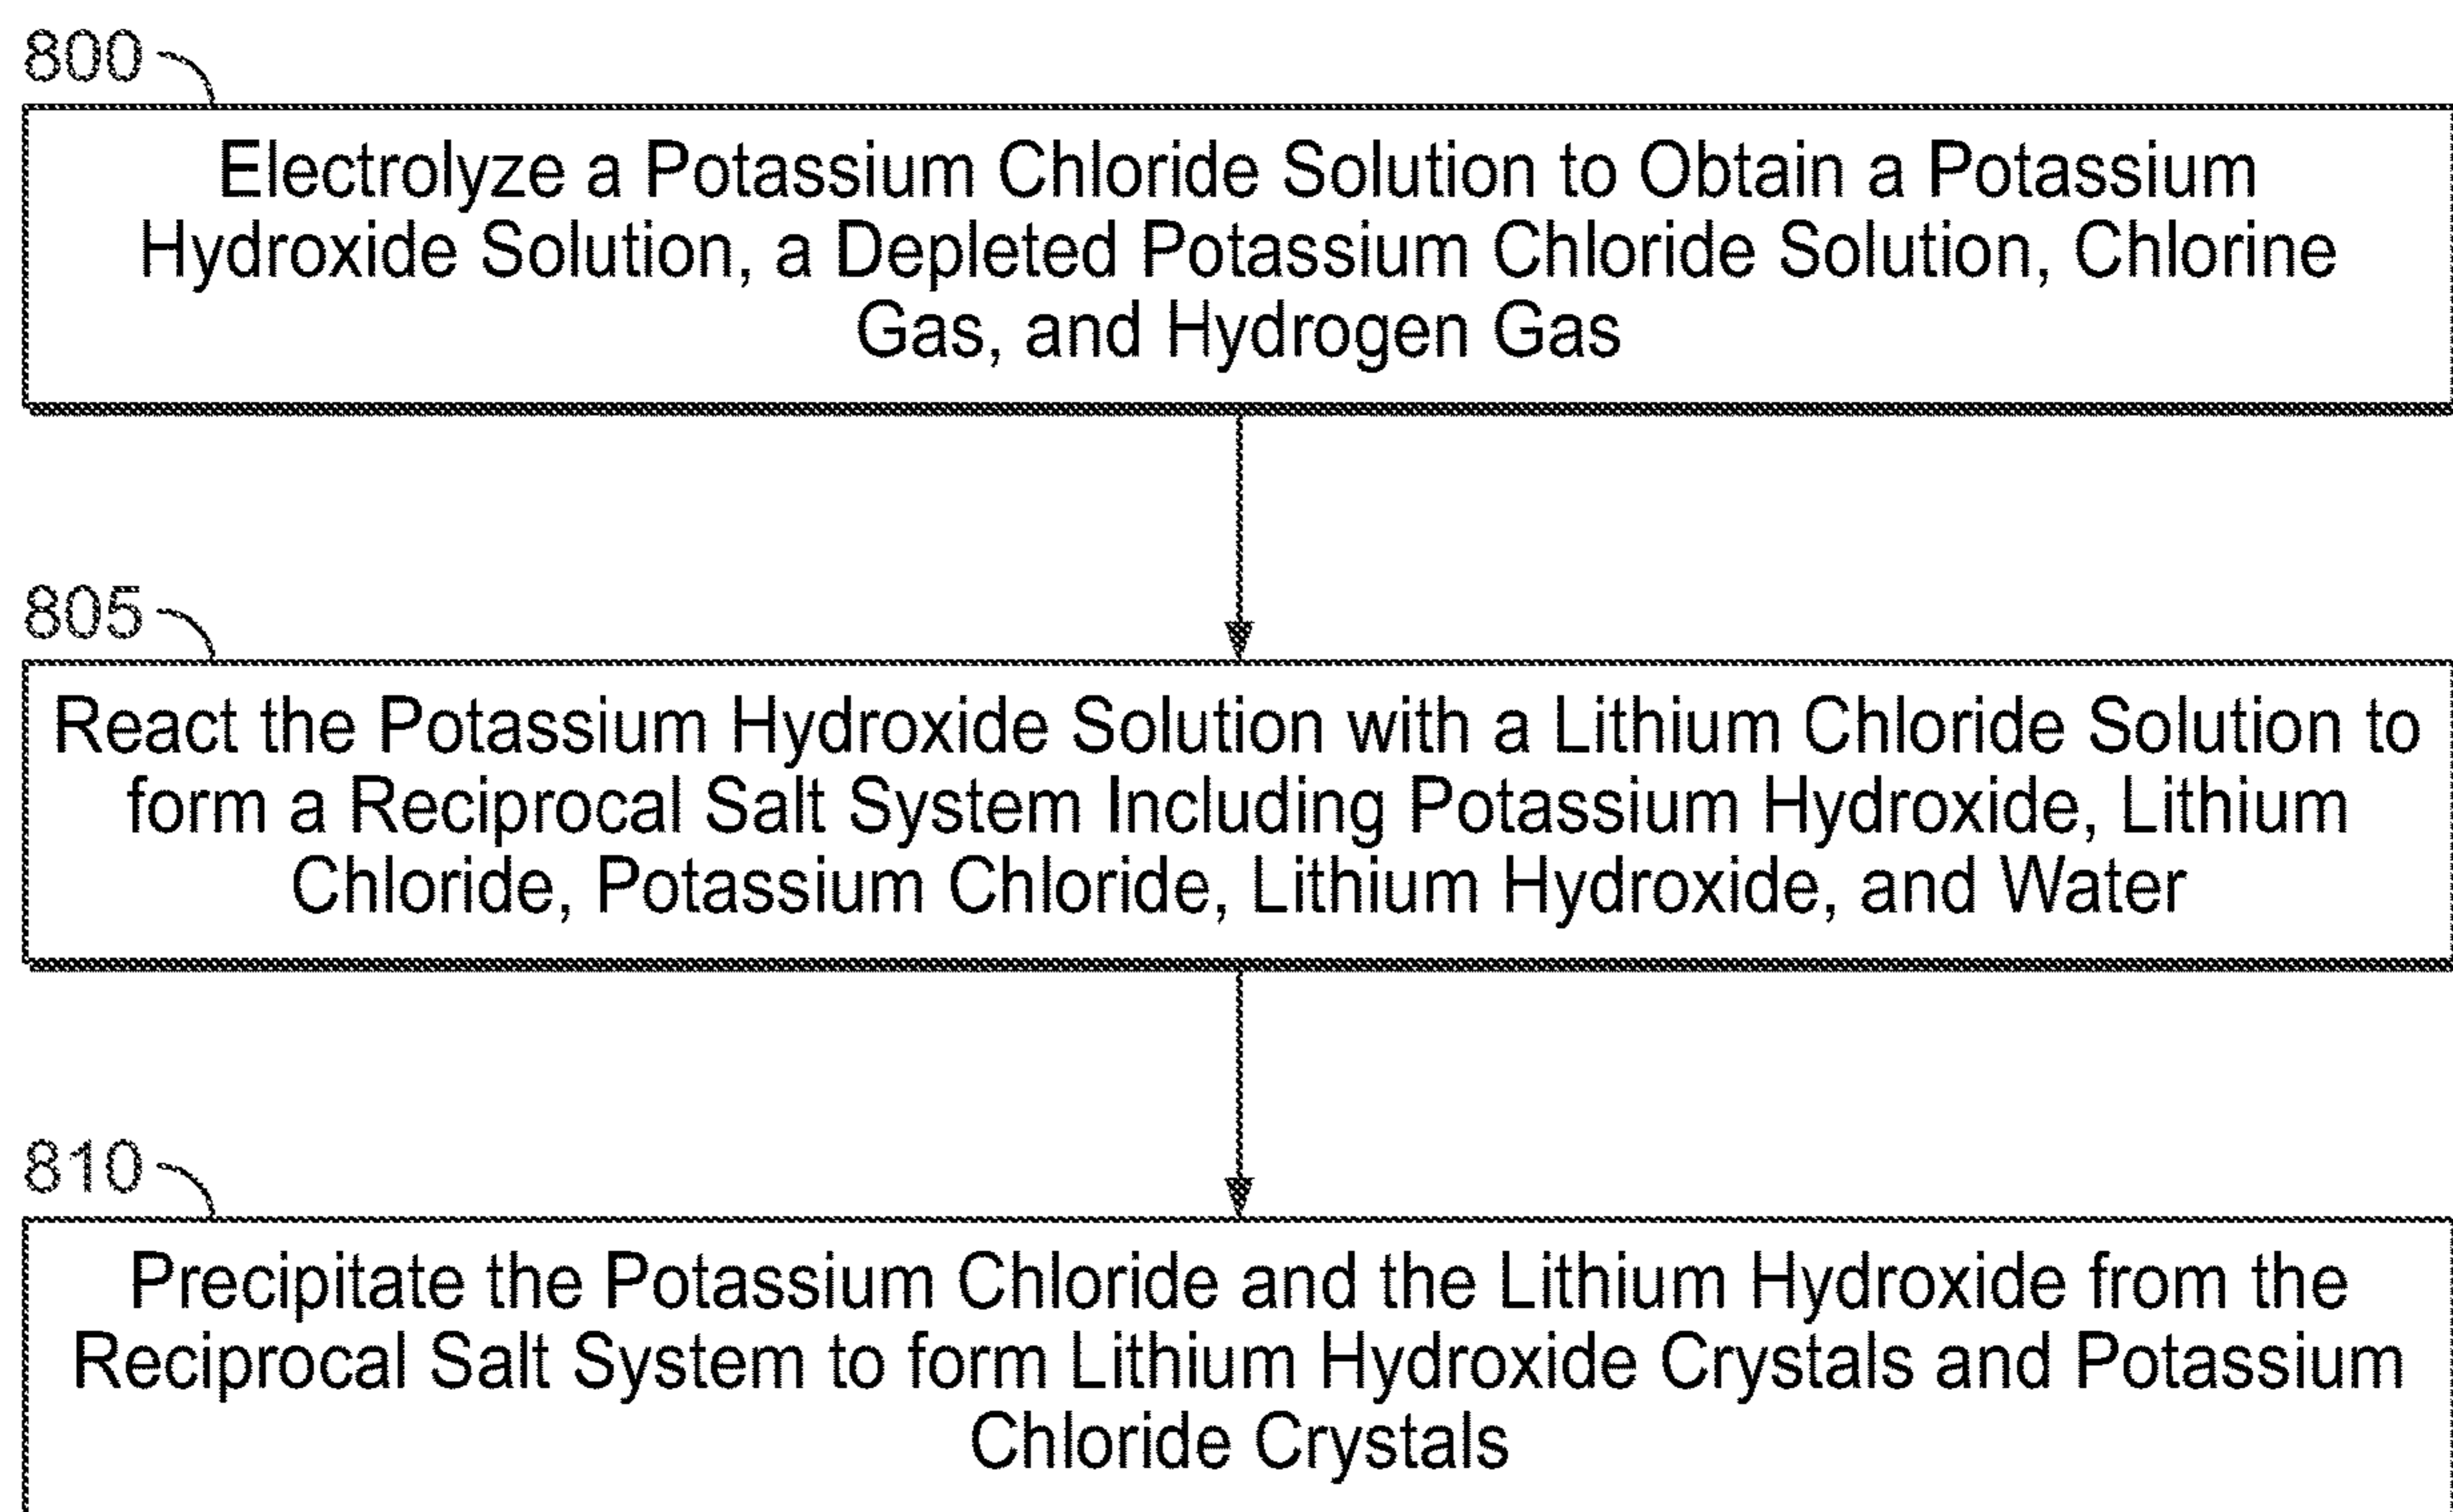 800
Electrolyze a Potassium Chloride Solution to Obtain a Potassium
Hydroxide Solution, a Depleted Potassium Chloride Solution, Chlorine
Gas, and Hydrogen Gas
805
React the Potassium Hydroxide Solution with a Lithium Chloride Solution to
form a Reciprocal Salt System Including Potassium Hydroxide, Lithium
Chloride, Potassium Chloride, Lithium Hydroxide, and Water
810
Precipitate the Potassium Chloride and the Lithium Hydroxide from the
Reciprocal Salt System to form Lithium Hydroxide Crystals and Potassium
Chloride Crystals